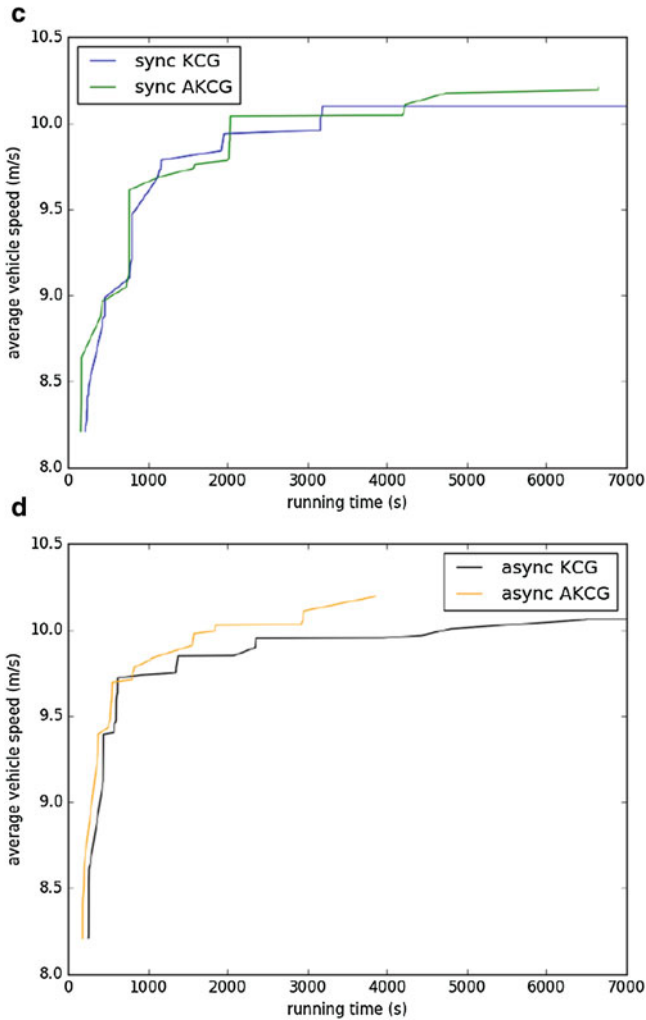 c
10.5
10.0
9.5
9.0
8.5
8.0
average vehicle speed (m/s)
sync KCG
sync AKCG
0 1000 2000 3000 4000 5000 6000 7000
running time (s)
d
10.5
10.0
9.5
9.0
8.5
8.0
average vehicle speed (m/s)
async KCG
async AKCG
0 1000 2000 3000 4000 5000 6000 7000
running time (s)